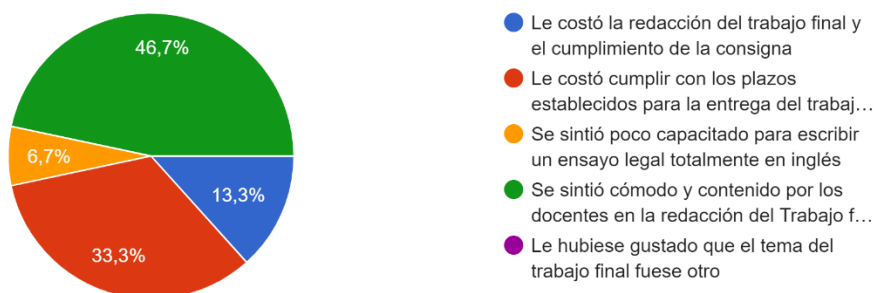 46,7%
6,7%
13,3%
33,3%
Le costó la redacción del trabajo final y
el cumplimiento de la consigna
Le costó cumplir con los plazos
establecidos para la entrega del trabaj…
Se sintió poco capacitado para escribir
un ensayo legal totalmente en inglés
Se sintió cómodo y contenido por los
docentes en la redacción del Trabajo f…
Le hubiese gustado que el tema del
trabajo final fuese otro